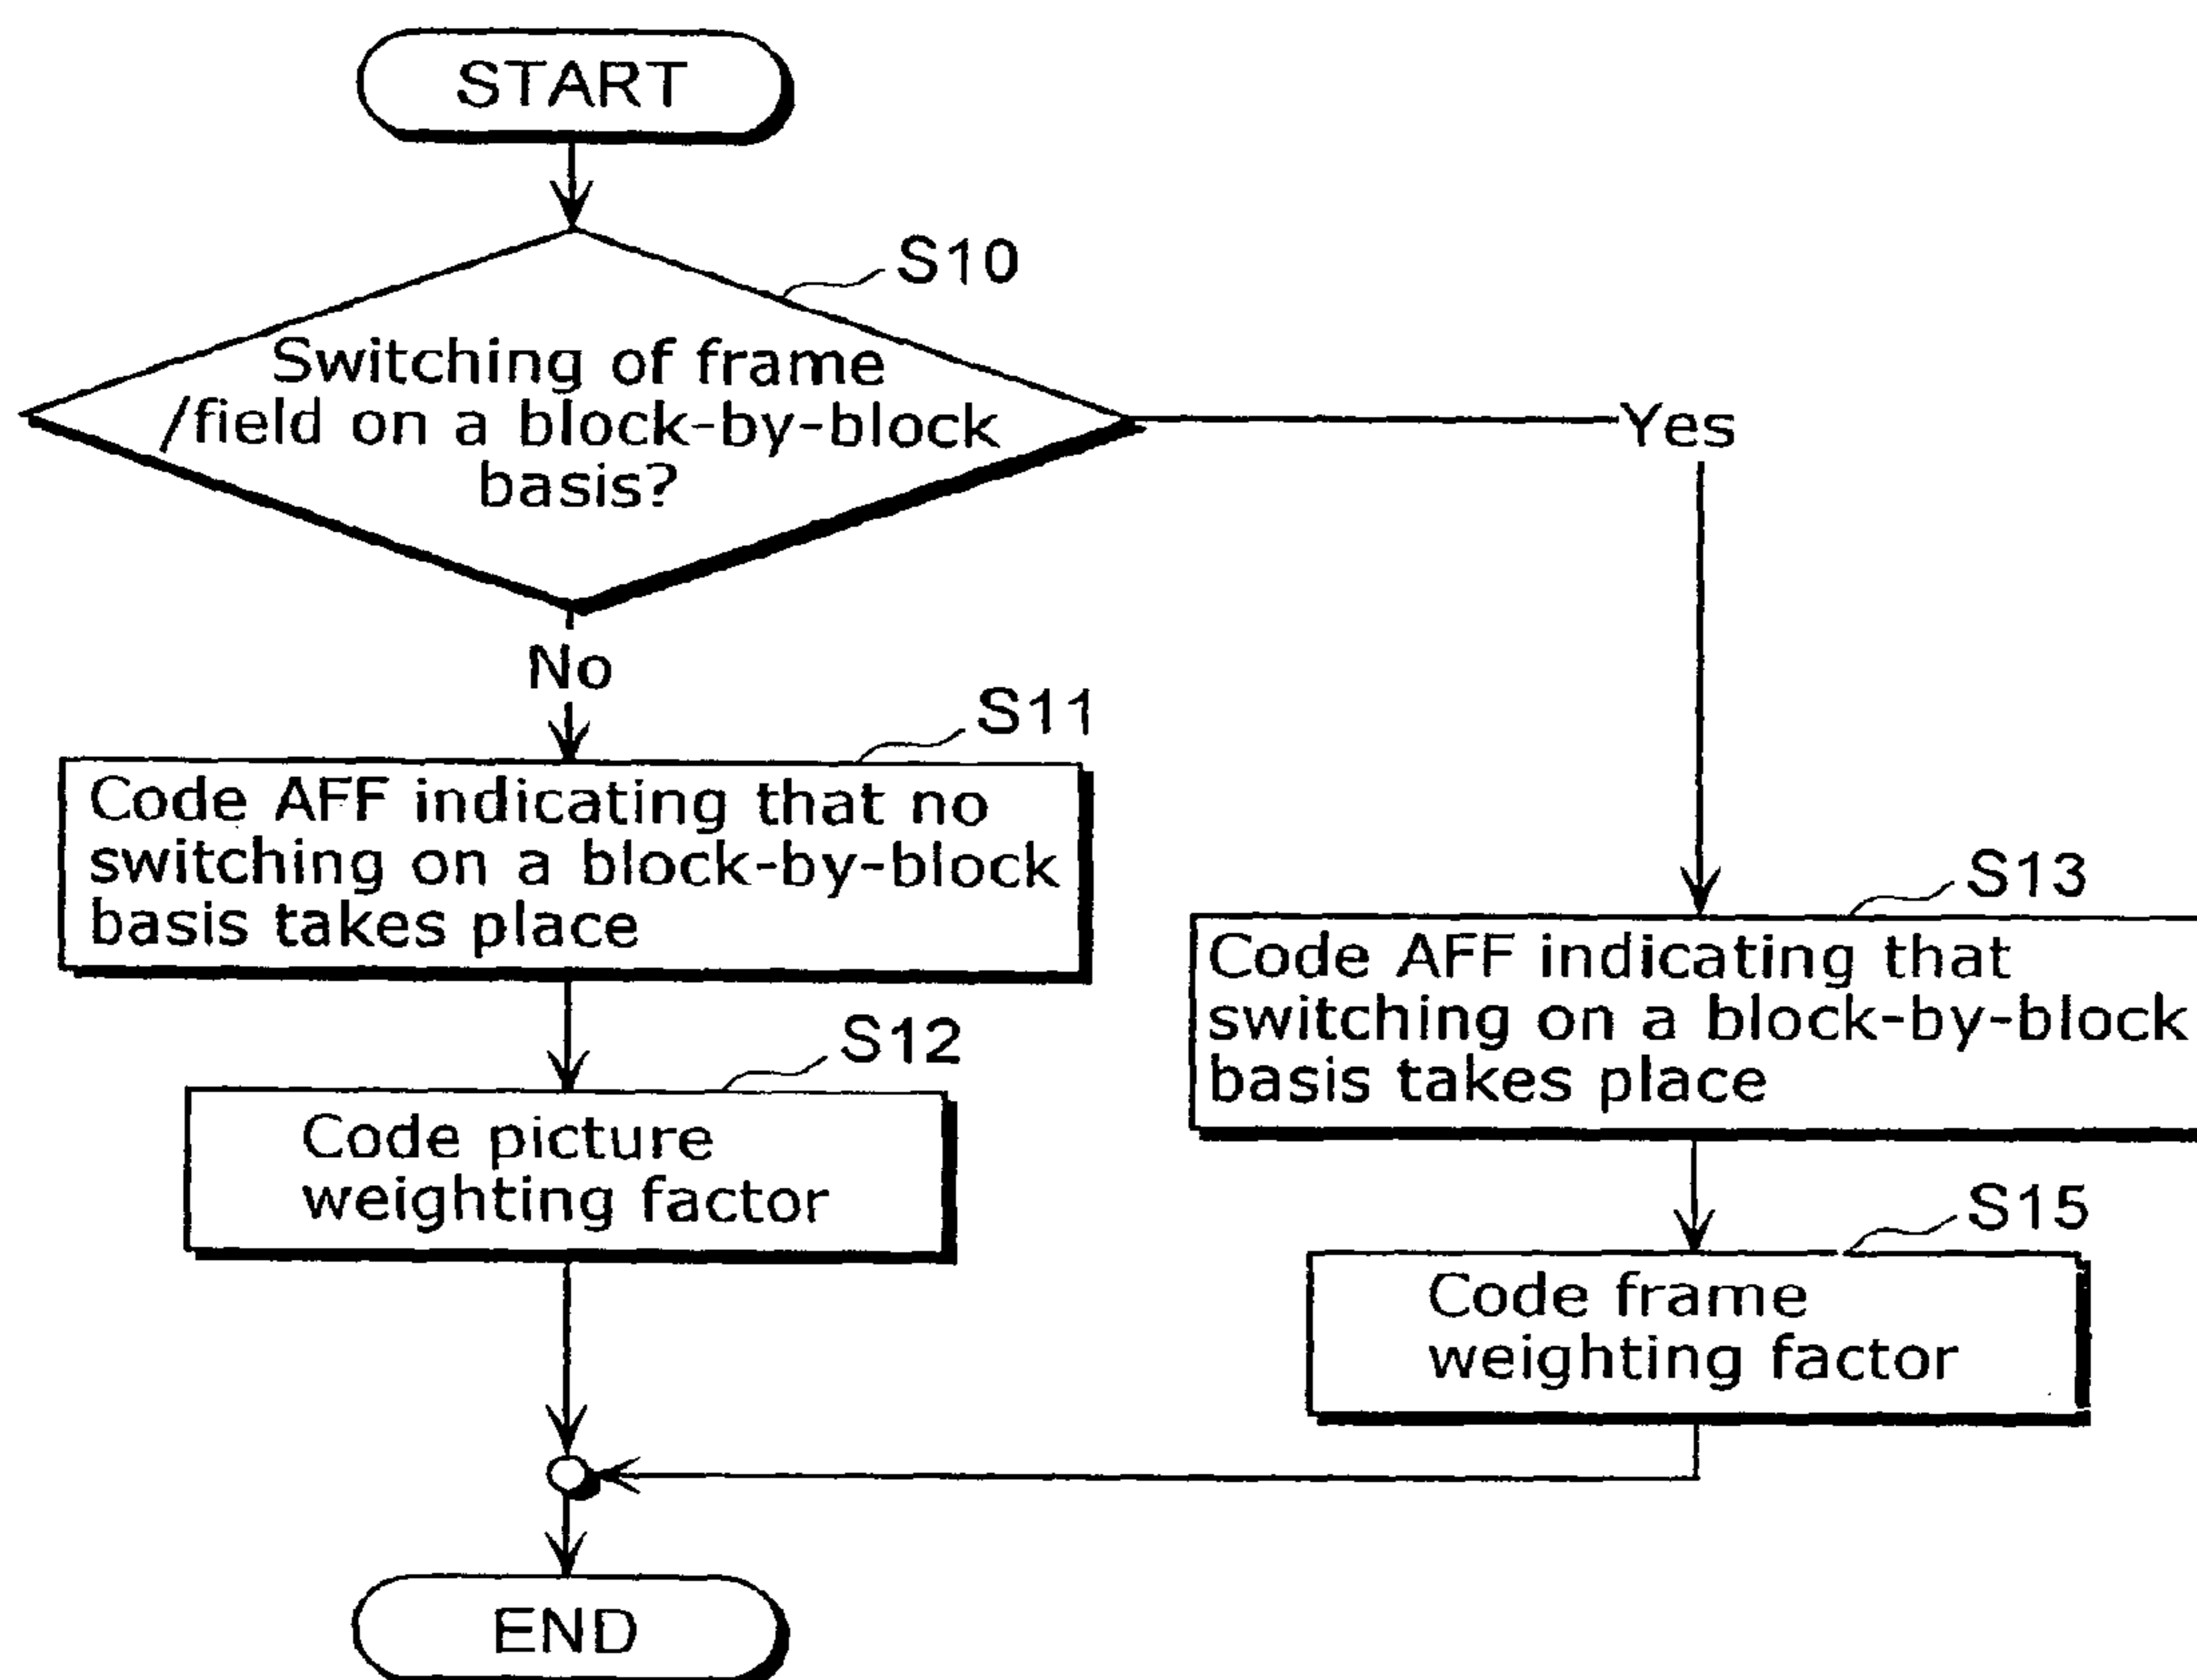 START
S10
Switching of frame
/field on a block-by-block
basis?
Yes
No
S11
Code AFF indicating that no
switching on a block-by-block
basis takes place
S13
Code AFF indicating that
switching on a block-by-block
basis takes place
S12
Code picture
weighting factor
S15
Code frame
weighting factor
END